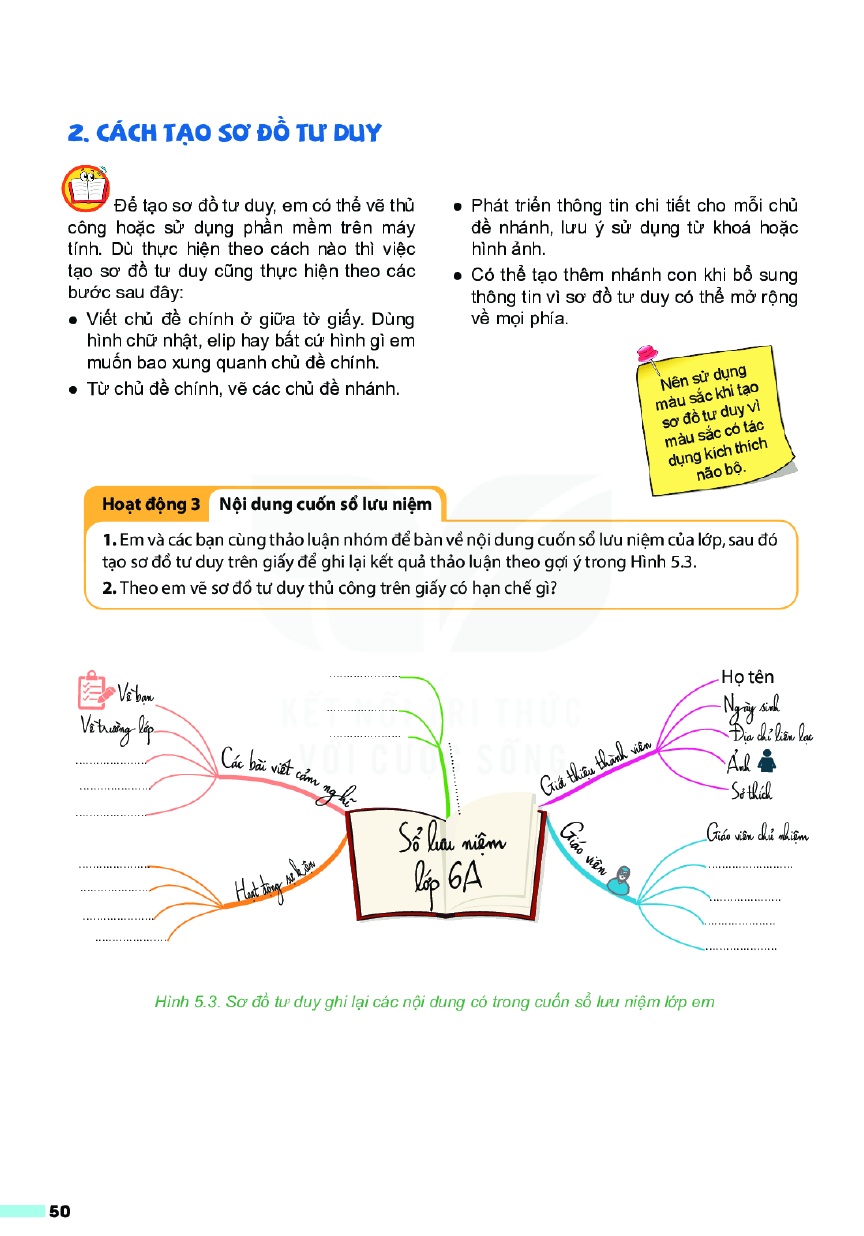 2. CÁCH TẠO SƠ ĐỒ TƯ DUY
Để tạo sơ đồ tư duy, em có thể vẽ thủ
công hoặc sử dụng phần mềm trên máy
tính. Dù thực hiện theo cách nào thì việc
tạo sơ đồ tư duy cũng thực hiện theo các
bước sau đây:
● Viết chủ đề chính ở giữa tờ giấy. Dùng
hình chữ nhật, elip hay bất cứ hình gì em
muốn bao xung quanh chủ đề chính.
● Từ chủ đề chính, vẽ các chủ đề nhánh.
● Phát triển thông tin chi tiết cho mỗi chủ
đề nhánh, lưu ý sử dụng từ khoá hoặc
hình ảnh.
● Có thể tạo thêm nhánh con khi bổ sung
thông tin vì sơ đồ tư duy có thể mở rộng
về mọi phía.
Nên sử dụng
màu sắc khi tạo
sơ đồ tư duy vì
màu sắc có tác
dụng kích thích
não bộ.
Hoạt động 3 Nội dung cuốn sổ lưu niệm
1. Em và các bạn cùng thảo luận nhóm để bàn về nội dung cuốn sổ lưu niệm của lớp, sau đó
tạo sơ đồ tư duy trên giấy để ghi lại kết quả thảo luận theo gợi ý trong Hình 5.3.
2. Theo em vẽ sơ đồ tư duy thủ công trên giấy có hạn chế gì?
KẾT NỐI TRI THỨC
VỚI CUỘC SỐNG
Về bạn
Về trường lớp
Các bài viết cảm nghĩ
Hoạt động sự kiện
Sổ lưu niệm
lớp 6A
Giới thiệu thành viên
Họ tên
Ngày sinh
Địa chỉ liên lạc
Ảnh
Sở thích
Giáo viên
Giáo viên chủ nhiệm
Hình 5.3. Sơ đồ tư duy ghi lại các nội dung có trong cuốn sổ lưu niệm lớp em
50